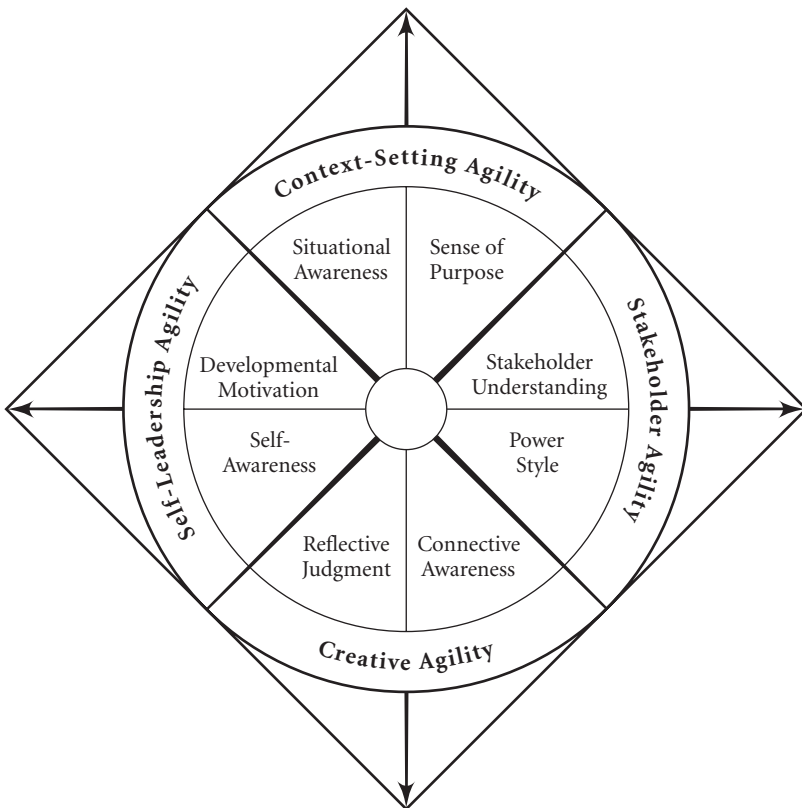 Context-Setting Agility
Situational
Awareness
Sense of
Purpose
Self-Leadership Agility
Developmental
Motivation
Stakeholder
Understanding
Stakeholder Agility
Self-
Awareness
Power
Style
Reflective
Judgment
Connective
Awareness
Creative Agility